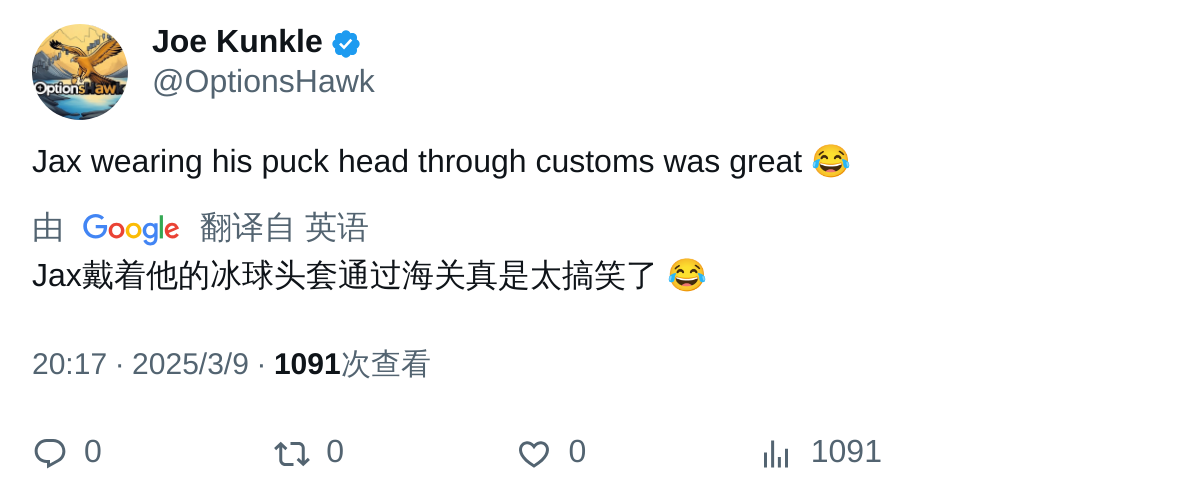 Joe Kunkle
@OptionsHawk
OptionsHawk
Jax wearing his puck head through customs was great 😂
由 Google 翻译自 英语
Jax戴着他的冰球头套通过海关真是太搞笑了 😂
20:17 · 2025/3/9 · 1091次查看
0 0 0 1091